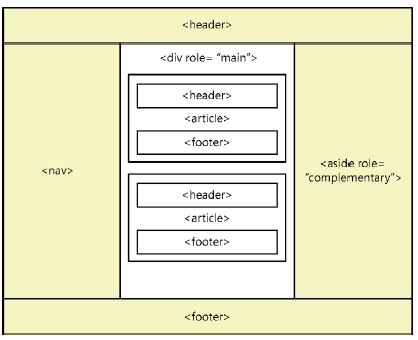 <header>
<div role= "main">
<header>
<article>
<footer>
<nav>
<aside role=
"complementary">
<header>
<article>
<footer>
<footer>